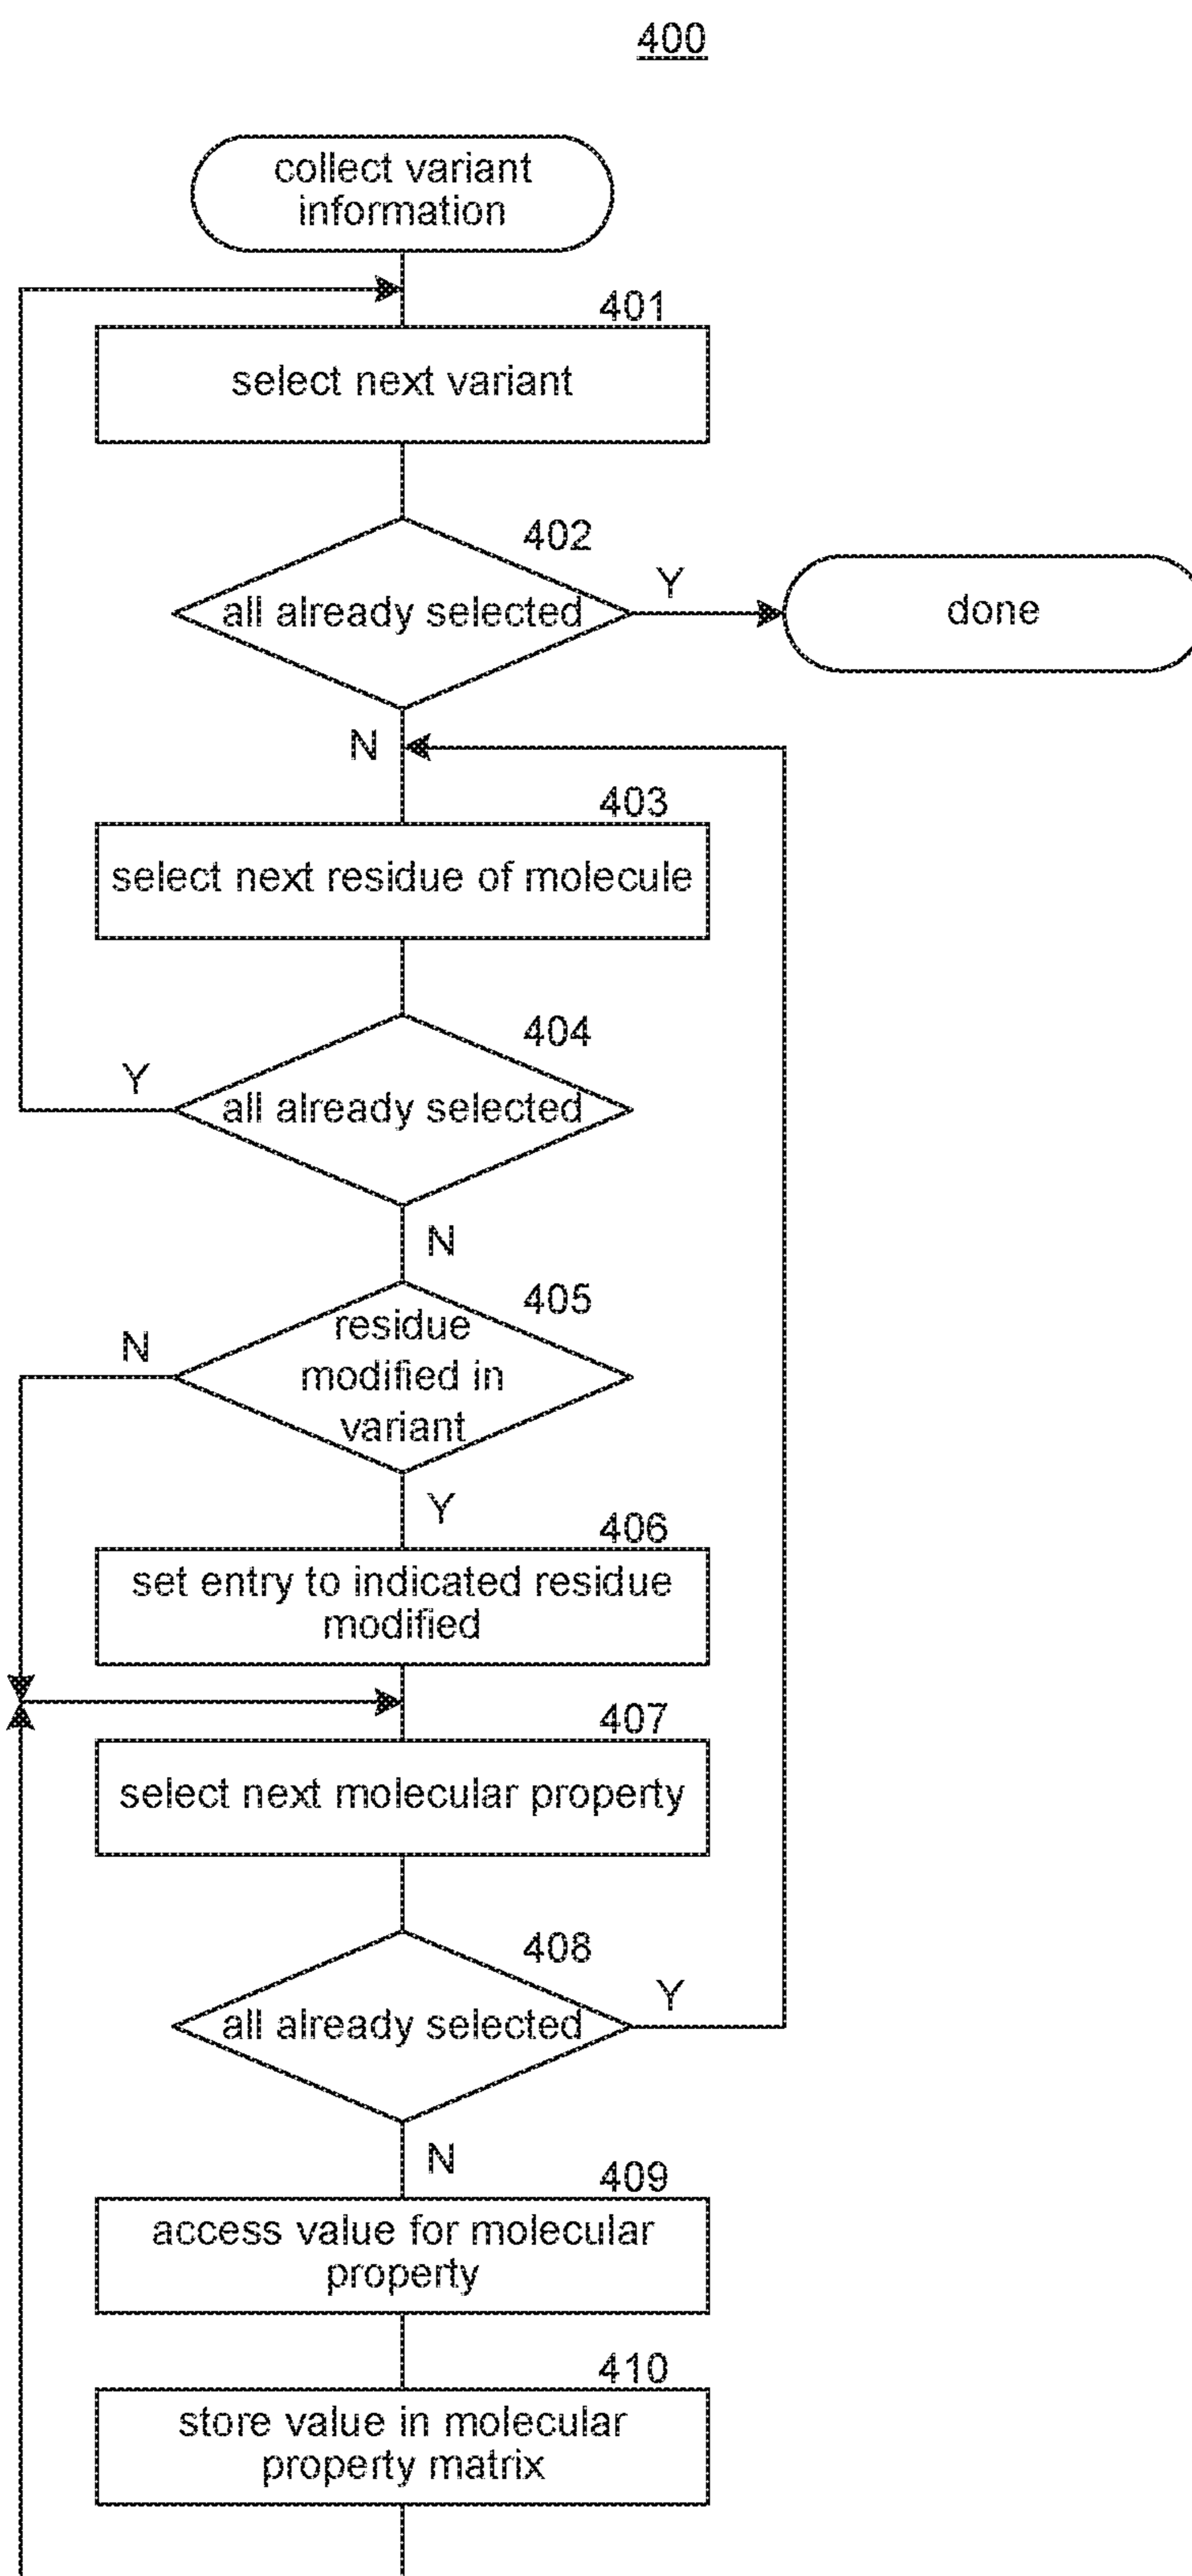 400
collect variant
information
401
select next variant
402
all already selected
Y
done
N
403
select next residue of molecule
404
Y
all already selected
N
405
N
residue
modified in
variant
Y
406
set entry to indicated residue
modified
407
select next molecular property
408
all already selected
Y
N
409
access value for molecular
property
410
store value in molecular
property matrix